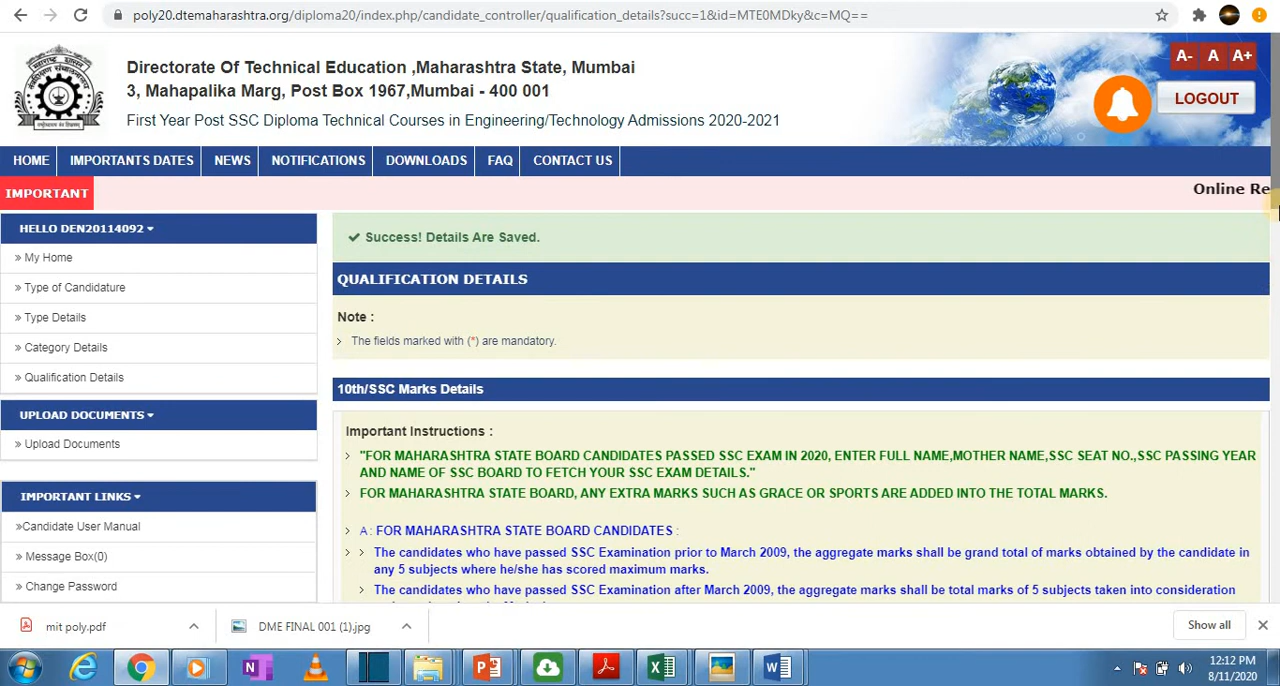 poly20.dtemaharashtra.org/diploma20/index.php/candidate_controller/qualification_details?succ=1&id=MTE0MDky&c=MQ==
Directorate Of Technical Education ,Maharashtra State, Mumbai
3, Mahapalika Marg, Post Box 1967,Mumbai - 400 001
First Year Post SSC Diploma Technical Courses in Engineering/Technology Admissions 2020-2021
A- A A+
LOGOUT
HOME IMPORTANTS DATES NEWS NOTIFICATIONS DOWNLOADS FAQ CONTACT US
IMPORTANT
Online Re
HELLO DEN20114092
» My Home
» Type of Candidature
» Type Details
» Category Details
» Qualification Details
UPLOAD DOCUMENTS
» Upload Documents
IMPORTANT LINKS
»Candidate User Manual
» Message Box(0)
» Change Password
Success! Details Are Saved.
QUALIFICATION DETAILS
Note :
The fields marked with (*) are mandatory.
10th/SSC Marks Details
Important Instructions :
"FOR MAHARASHTRA STATE BOARD CANDIDATES PASSED SSC EXAM IN 2020, ENTER FULL NAME,MOTHER NAME,SSC SEAT NO.,SSC PASSING YEAR
AND NAME OF SSC BOARD TO FETCH YOUR SSC EXAM DETAILS."
FOR MAHARASHTRA STATE BOARD, ANY EXTRA MARKS SUCH AS GRACE OR SPORTS ARE ADDED INTO THE TOTAL MARKS.
A : FOR MAHARASHTRA STATE BOARD CANDIDATES :
The candidates who have passed SSC Examination prior to March 2009, the aggregate marks shall be grand total of marks obtained by the candidate in
any 5 subjects where he/she has scored maximum marks.
The candidates who have passed SSC Examination after March 2009, the aggregate marks shall be total marks of 5 subjects taken into consideration
mit poly.pdf
DME FINAL 001 (1).jpg
Show all
12:12 PM
8/11/2020